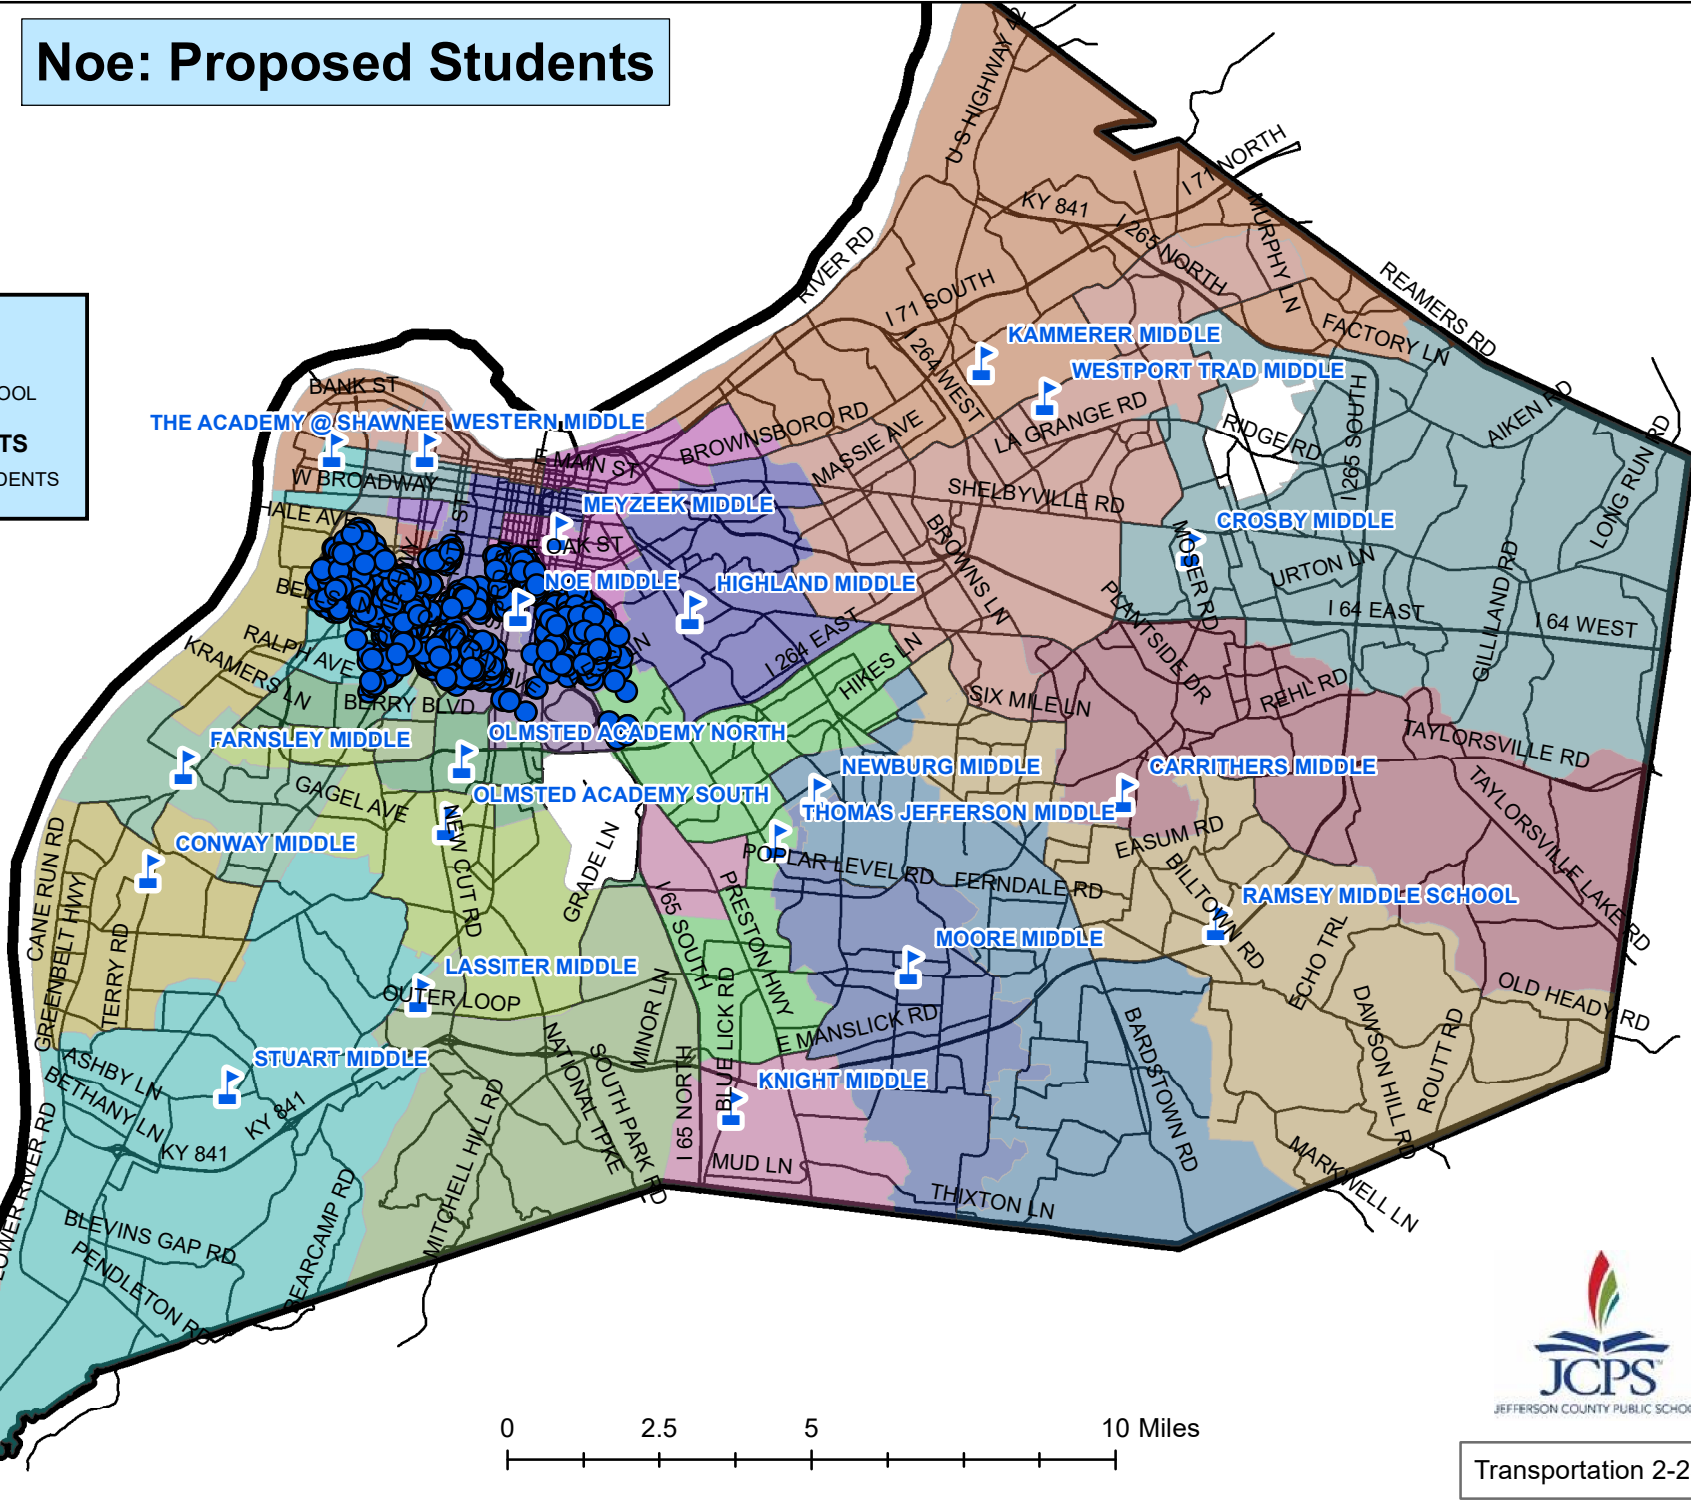 Noe: Proposed Students
OOL
TS
DENTS
U S HIGHWAY 42
I 71 NORTH
KY 841
I 265 NORTH
MURPHY LN
RIVER RD
REAMERS RD
I 71 SOUTH
FACTORY LN
KAMMERER MIDDLE
I 264 WEST
WESTPORT TRAD MIDDLE
BANK ST
THE ACADEMY @ SHAWNEE
WESTERN MIDDLE
BROWNSBORO RD
MASSIE AVE
LA GRANGE RD
RIDGE RD
I 265 SOUTH
AIKEN RD
LONG RUN RD
E MAIN ST
W BROADWAY
SHELBYVILLE RD
MEYZEEK MIDDLE
HALE AVE
CROSBY MIDDLE
OAK ST
BROWNS LN
MOSER RD
URTON LN
GILLILAND RD
NOE MIDDLE
HIGHLAND MIDDLE
PLANTSIDE DR
I 64 EAST
I 64 WEST
RALPH AVE
KRAMERS LN
I 264 EAST
HIKES LN
BERRY BLVD
SIX MILE LN
REHL RD
TAYLORSVILLE RD
FARNSLEY MIDDLE
OLMSTED ACADEMY NORTH
NEWBURG MIDDLE
CARRITHERS MIDDLE
GAGEL AVE
OLMSTED ACADEMY SOUTH
THOMAS JEFFERSON MIDDLE
TAYLORSVILLE LAKE RD
NEW CUT RD
GRADE LN
EASUM RD
CONWAY MIDDLE
POPLAR LEVEL RD
FERNDALE RD
BILLTOWN RD
RAMSEY MIDDLE SCHOOL
CANE RUN RD
GREENBELT HWY
TERRY RD
I 65 SOUTH
PRESTON HWY
MOORE MIDDLE
ECHO TRL
LASSITER MIDDLE
OUTER LOOP
MINOR LN
BLUE LICK RD
OLD HEADY RD
DAWSON HILL RD
ROUTT RD
E MANSLICK RD
BARDSTOWN RD
NATIONAL TPKE
SOUTH PARK RD
STUART MIDDLE
ASHBY LN
BETHANY LN
KY 841
KY 841
KNIGHT MIDDLE
I 65 NORTH
MITCHELL HILL RD
MUD LN
MARKWELL LN
LOWER RIVER RD
THIXTON LN
BLEVINS GAP RD
BEARCAMP RD
PENDLETON RD
JCPS
JEFFERSON COUNTY PUBLIC SCHOO
0 2.5 5 10 Miles
Transportation 2-2